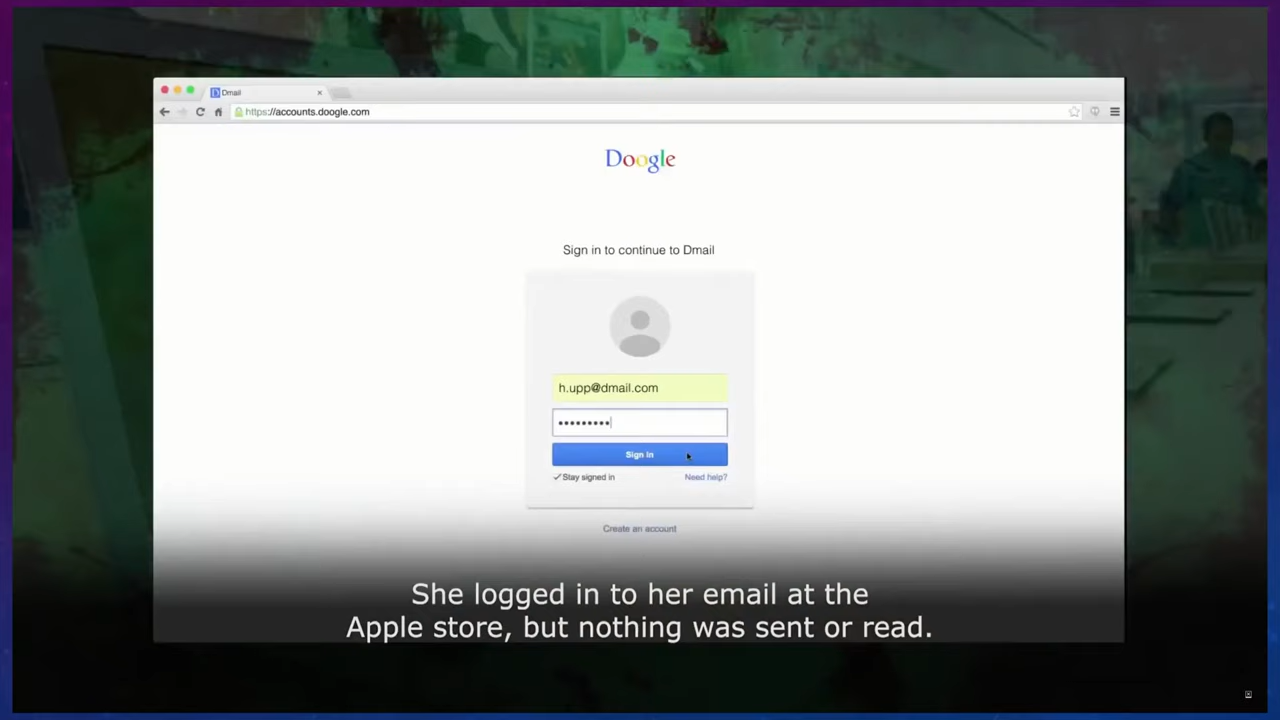 Dmail
https://accounts.doogle.com
Doogle
Sign in to continue to Dmail
h.upp@dmail.com
Sign in
Stay signed in
Need help?
Create an account
She logged in to her email at the
Apple store, but nothing was sent or read.